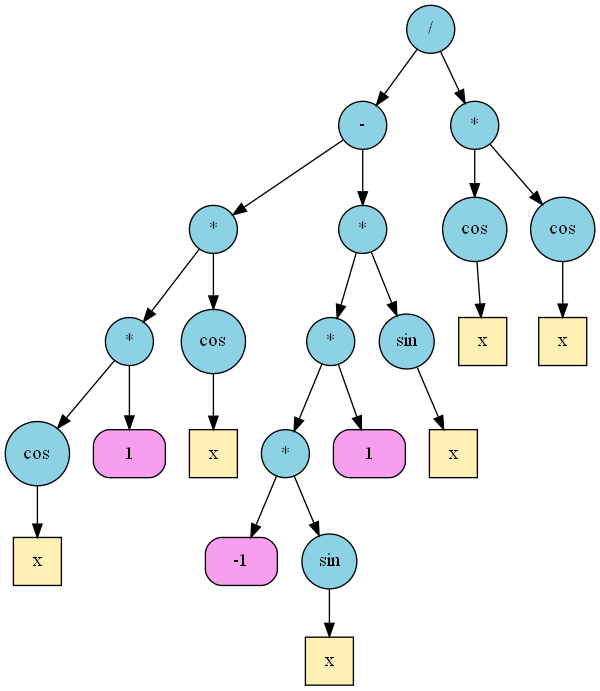 /
- *
* * cos cos
* cos * sin x x
cos 1 x * 1 x
x -1 sin
x